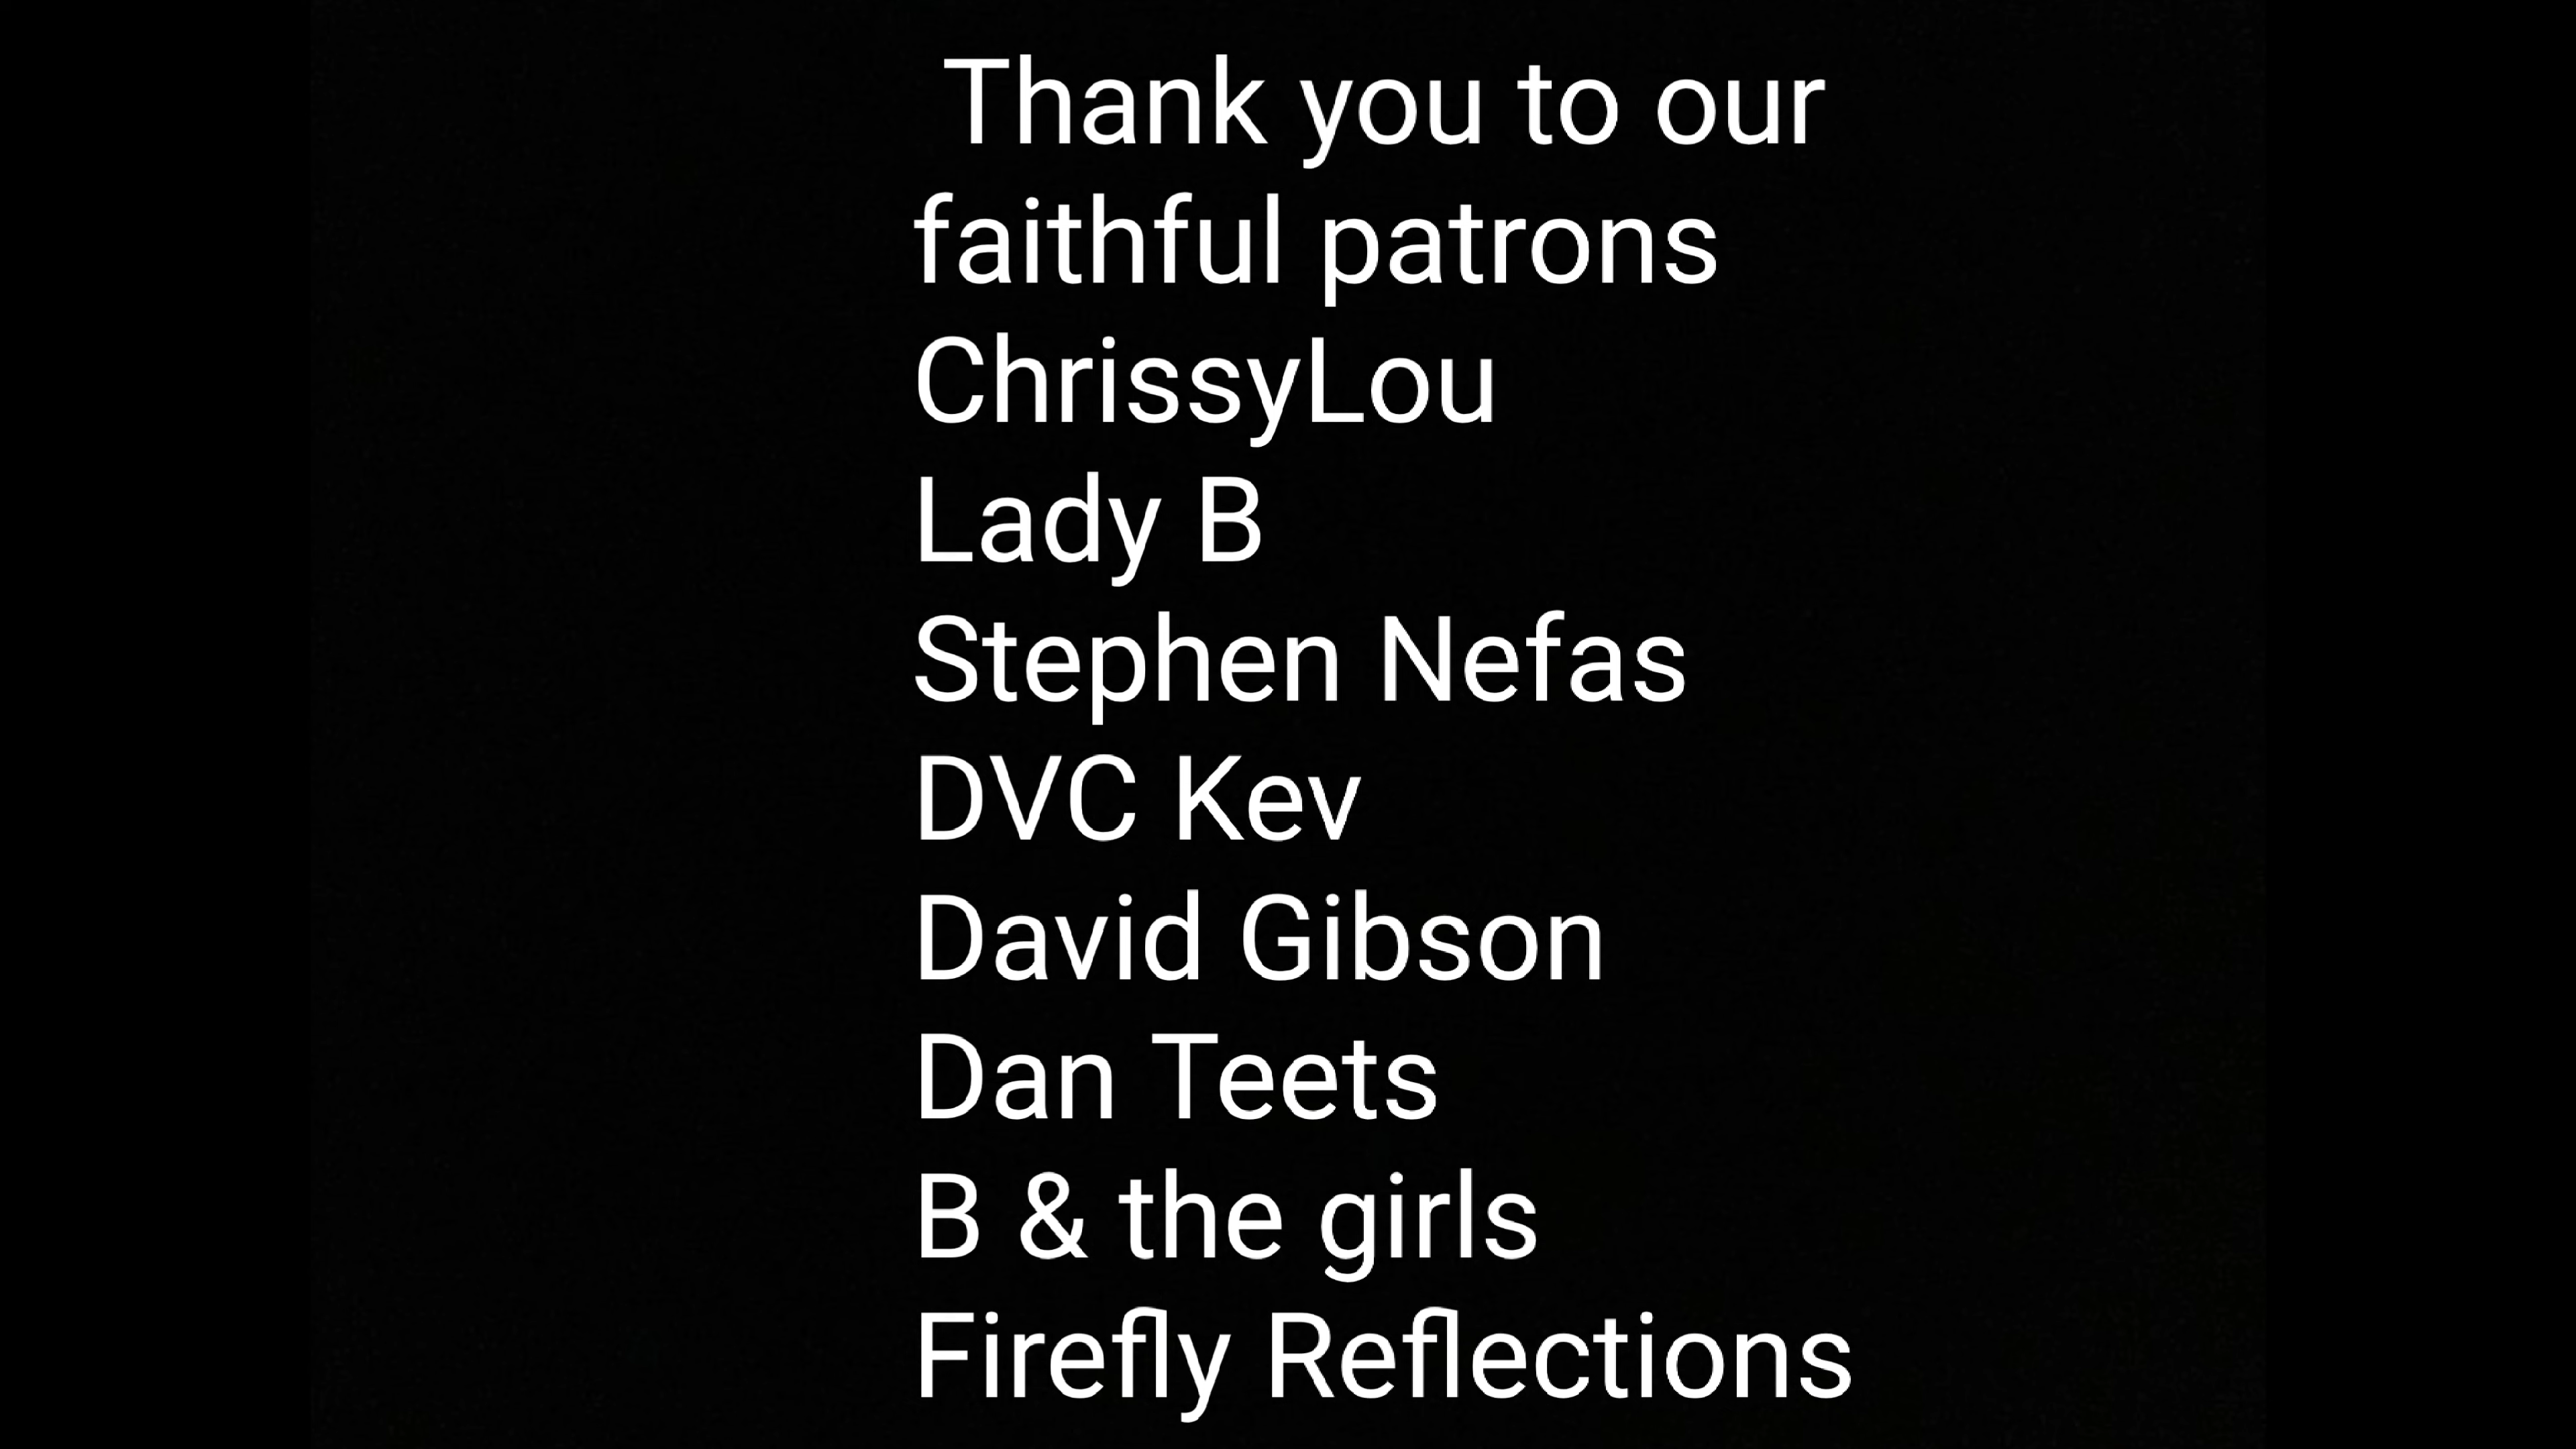 Thank you to our
faithful patrons
ChrissyLou
Lady B
Stephen Nefas
DVC Kev
David Gibson
Dan Teets
B & the girls
Firefly Reflections